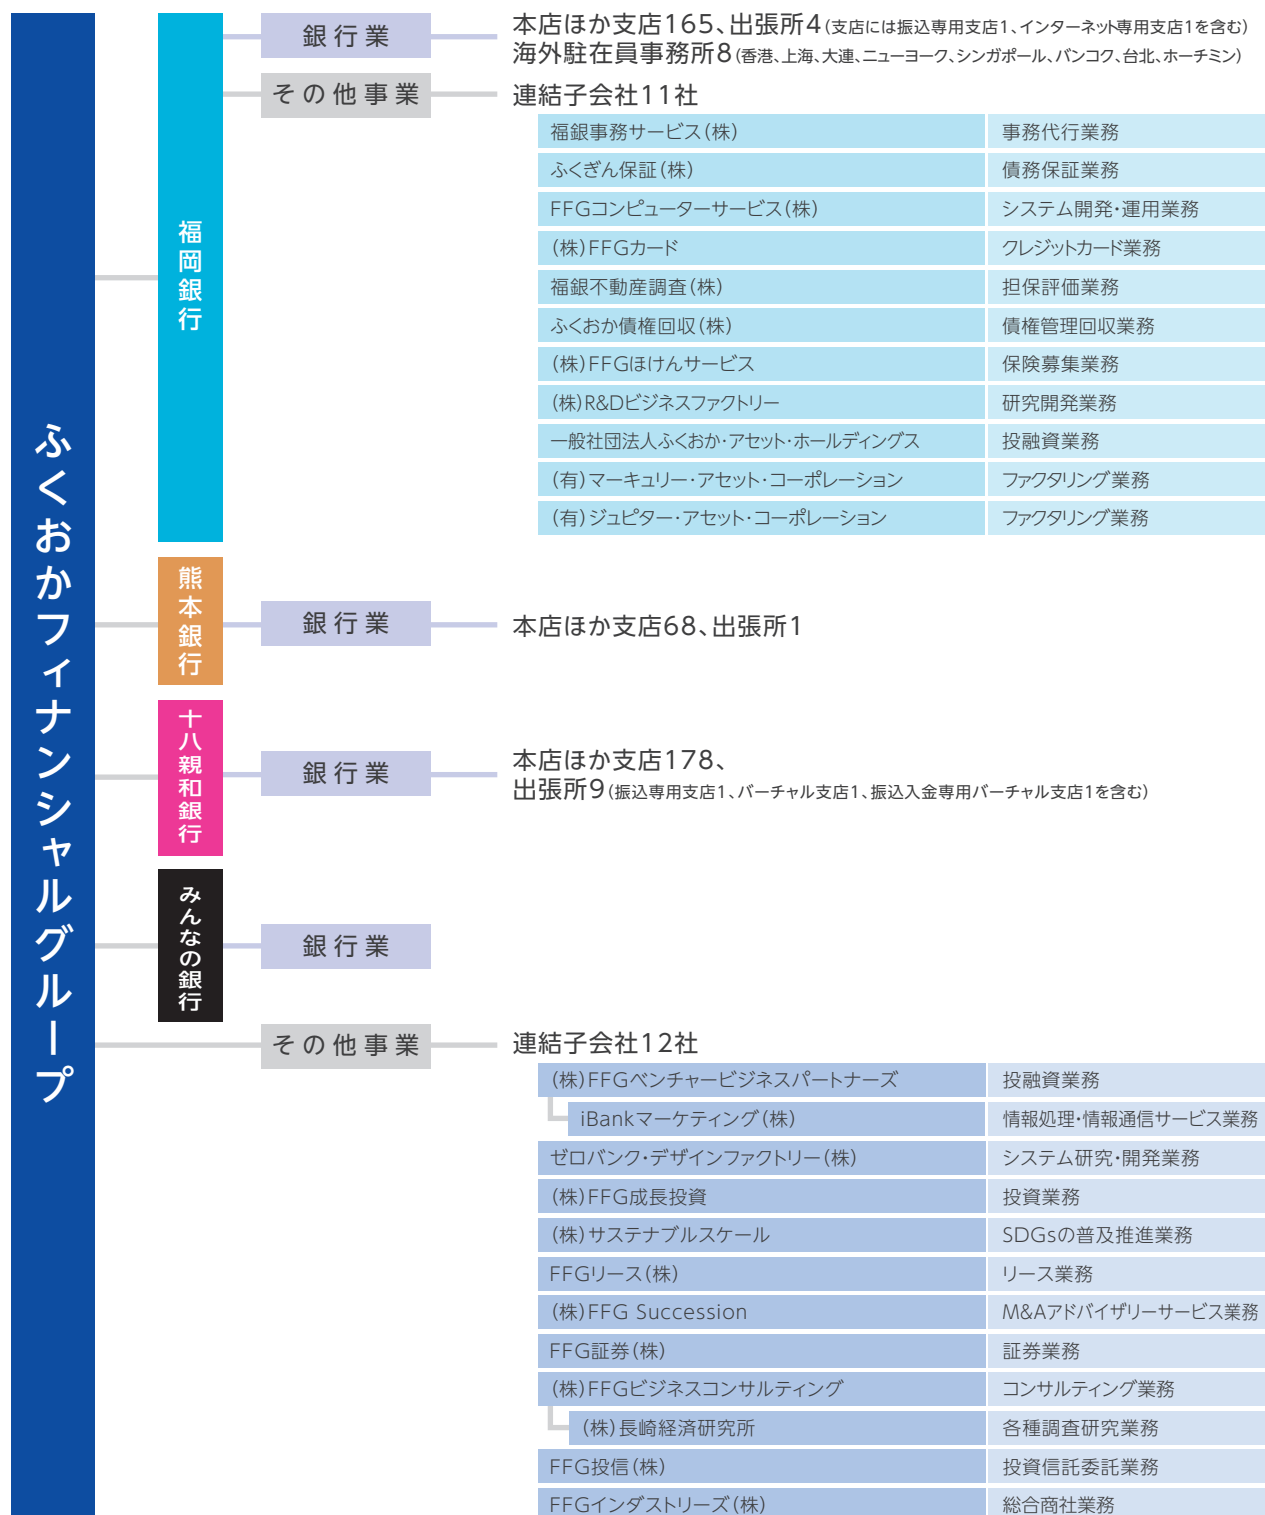 ふくおかフィナンシャルグループ
福岡銀行
銀行業
本店ほか支店165、出張所4(支店には振込専用支店1、インターネット専用支店1を含む)
海外駐在員事務所8(香港、上海、大連、ニューヨーク、シンガポール、バンコク、台北、ホーチミン)
その他事業
連結子会社11社
福銀事務サービス(株) 事務代行業務
ふくぎん保証(株) 債務保証業務
FFGコンピューターサービス(株) システム開発・運用業務
(株)FFGカード クレジットカード業務
福銀不動産調査(株) 担保評価業務
ふくおか債権回収(株) 債権管理回収業務
(株)FFGほけんサービス 保険募集業務
(株)R&Dビジネスファクトリー 研究開発業務
一般社団法人ふくおか・アセット・ホールディングス 投融資業務
(有)マーキュリー・アセット・コーポレーション ファクタリング業務
(有)ジュピター・アセット・コーポレーション ファクタリング業務
熊本銀行
銀行業
本店ほか支店68、出張所1
十八親和銀行
銀行業
本店ほか支店178、
出張所9(振込専用支店1、バーチャル支店1、振込入金専用バーチャル支店1を含む)
みんなの銀行
銀行業
その他事業
連結子会社12社
(株)FFGベンチャービジネスパートナーズ 投融資業務
iBankマーケティング(株) 情報処理・情報通信サービス業務
ゼロバンク・デザインファクトリー(株) システム研究・開発業務
(株)FFG成長投資 投資業務
(株)サステナブルスケール SDGsの普及推進業務
FFGリース(株) リース業務
(株)FFG Succession M&Aアドバイザリーサービス業務
FFG証券(株) 証券業務
(株)FFGビジネスコンサルティング コンサルティング業務
(株)長崎経済研究所 各種調査研究業務
FFG投信(株) 投資信託委託業務
FFGインダストリーズ(株) 総合商社業務